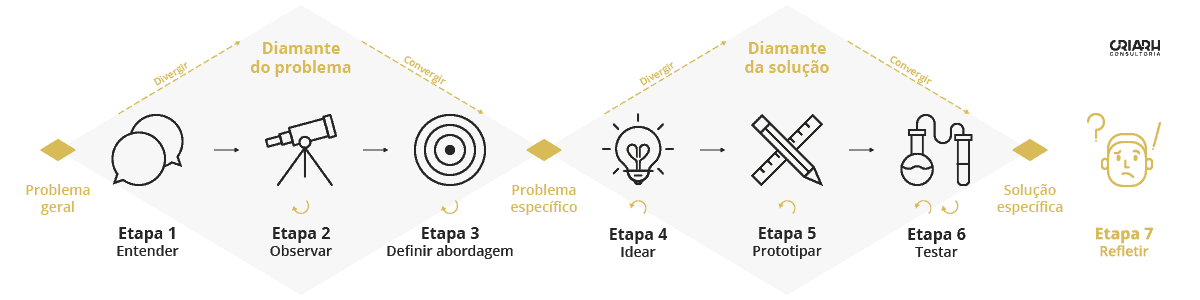 Diamante
do problema
Divergir
Convergir
Problema
geral
Etapa 1
Entender
Etapa 2
Observar
Etapa 3
Definir abordagem
Problema
específico
Diamante
da solução
Divergir
Convergir
Etapa 4
Idear
Etapa 5
Prototipar
Etapa 6
Testar
Solução
específica
CRIARH
CONSULTORIA
?
!
?
Etapa 7
Refletir